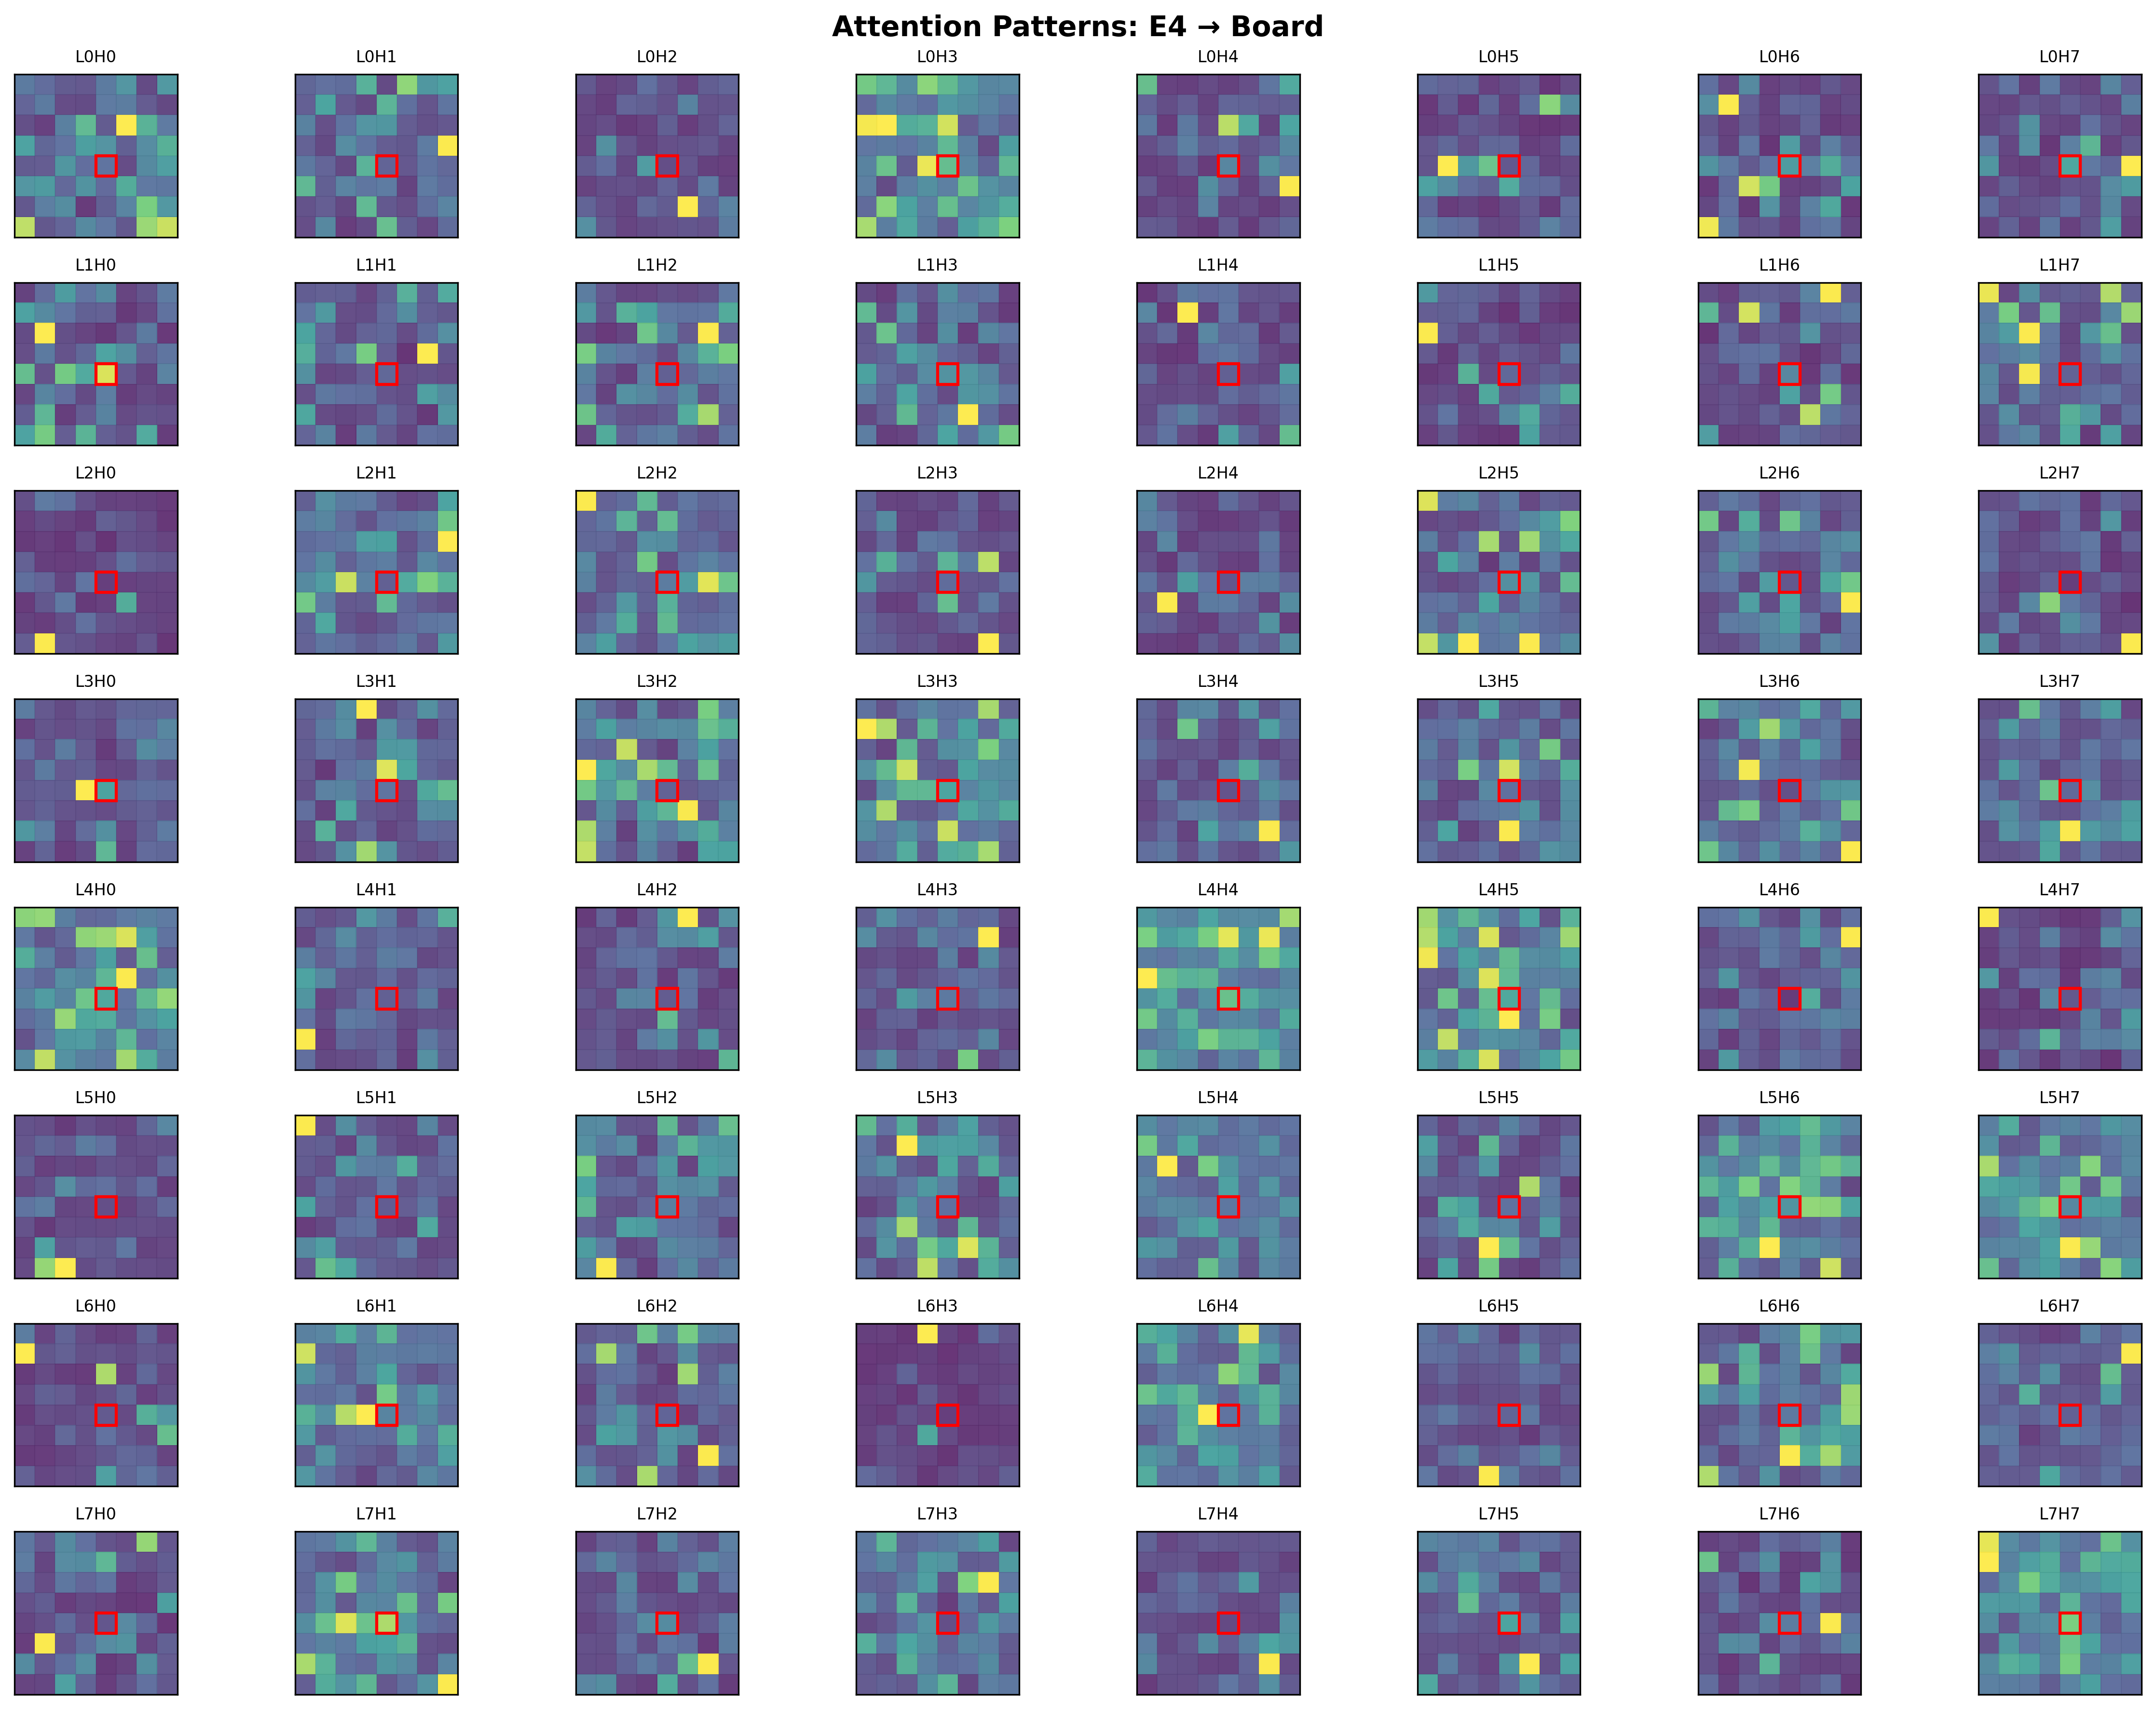 Attention Patterns: E4 → Board
L0H0 L0H1 L0H2 L0H3 L0H4 L0H5 L0H6 L0H7
L1H0 L1H1 L1H2 L1H3 L1H4 L1H5 L1H6 L1H7
L2H0 L2H1 L2H2 L2H3 L2H4 L2H5 L2H6 L2H7
L3H0 L3H1 L3H2 L3H3 L3H4 L3H5 L3H6 L3H7
L4H0 L4H1 L4H2 L4H3 L4H4 L4H5 L4H6 L4H7
L5H0 L5H1 L5H2 L5H3 L5H4 L5H5 L5H6 L5H7
L6H0 L6H1 L6H2 L6H3 L6H4 L6H5 L6H6 L6H7
L7H0 L7H1 L7H2 L7H3 L7H4 L7H5 L7H6 L7H7